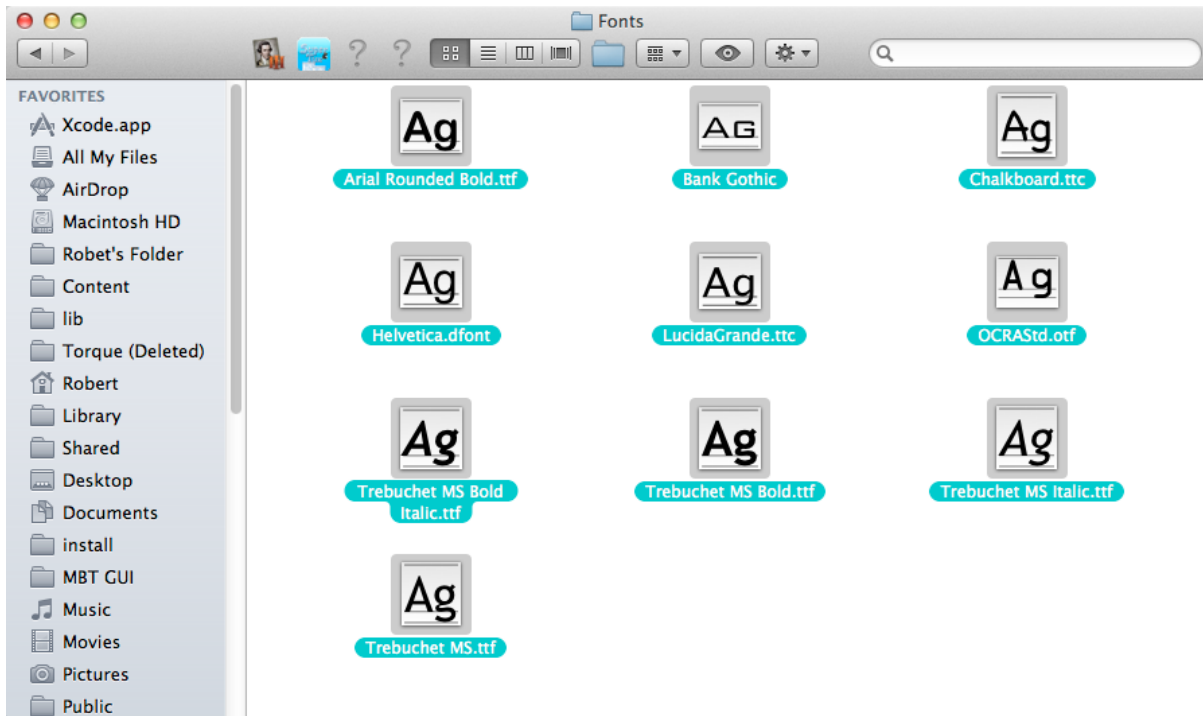 Fonts
? ?
FAVORITES
Xcode.app
All My Files
AirDrop
Macintosh HD
Robet's Folder
Content
lib
Torque (Deleted)
Robert
Library
Shared
Desktop
Documents
install
MBT GUI
Music
Movies
Pictures
Public
Ag AG Ag
Arial Rounded Bold.ttf Bank Gothic Chalkboard.ttc
Ag Ag Ag
Helvetica.dfont LucidaGrande.ttc OCRAStd.otf
Ag Ag Ag
Trebuchet MS Bold Trebuchet MS Bold.ttf Trebuchet MS Italic.ttf
Italic.ttf
Ag
Trebuchet MS.ttf